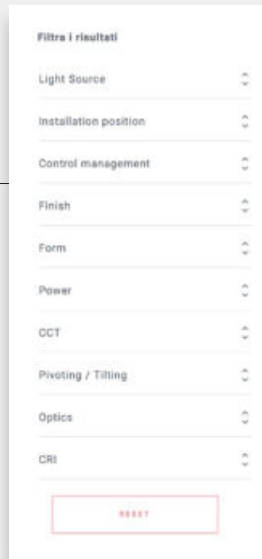 Filtra i risultati
Light Source
Installation position
Control management
Finish
Form
Power
CCT
Pivoting / Tilting
Optics
CRI
RESET